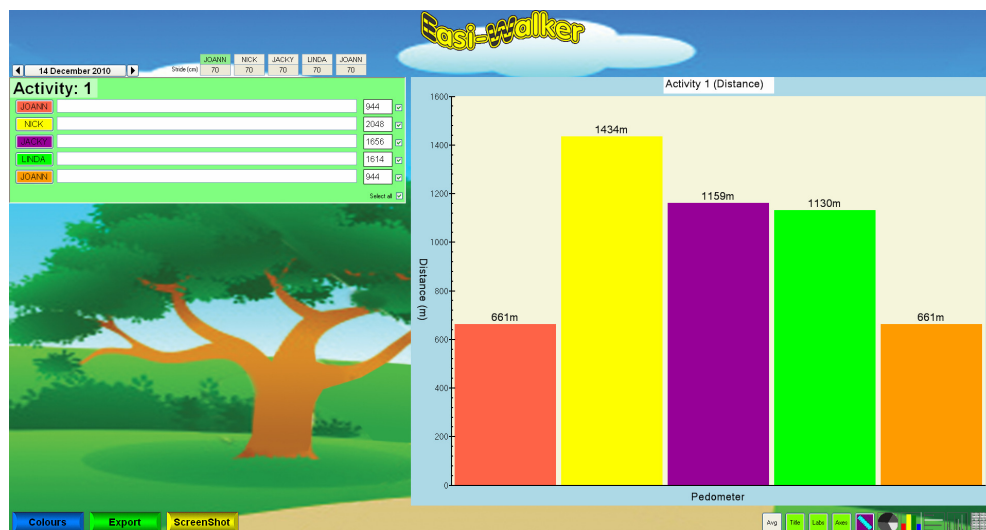 Easi-Walker
JOANN NICK JACKY LINDA JOANN
14 December 2010 Stride (cm) 70 70 70 70 70
Activity: 1
JOANN 944
NICK 2048
JACKY 1656
LINDA 1614
JOANN 944
Select all
Activity 1 (Distance)
1600
1400
1200
1000
800
600
400
200
0
Distance (m)
661m
1434m
1159m
1130m
661m
Pedometer
Colours Export ScreenShot
Avg Title Labs Axes